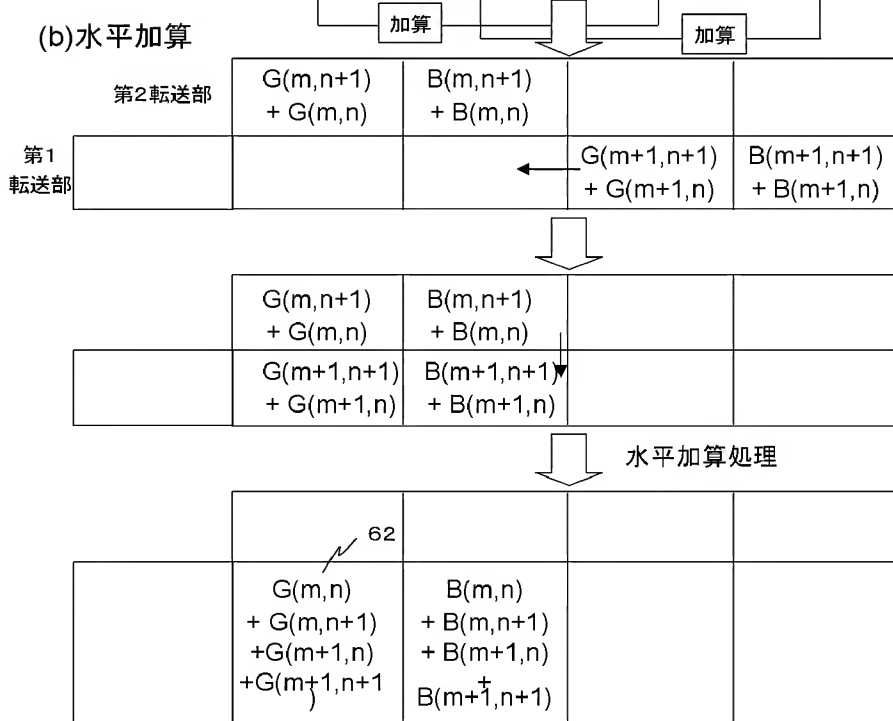 加算
加算
(b)水平加算
第2転送部
G(m,n+1)
+ G(m,n)
B(m,n+1)
+ B(m,n)
第1
転送部
G(m+1,n+1)
+ G(m+1,n)
B(m+1,n+1)
+ B(m+1,n)
G(m,n+1)
+ G(m,n)
B(m,n+1)
+ B(m,n)
G(m+1,n+1)
+ G(m+1,n)
B(m+1,n+1)
+ B(m+1,n)
水平加算処理
62
G(m,n)
+ G(m,n+1)
+G(m+1,n)
+G(m+1,n+1
)
B(m,n)
+ B(m,n+1)
+ B(m+1,n)
+
B(m+1,n+1)